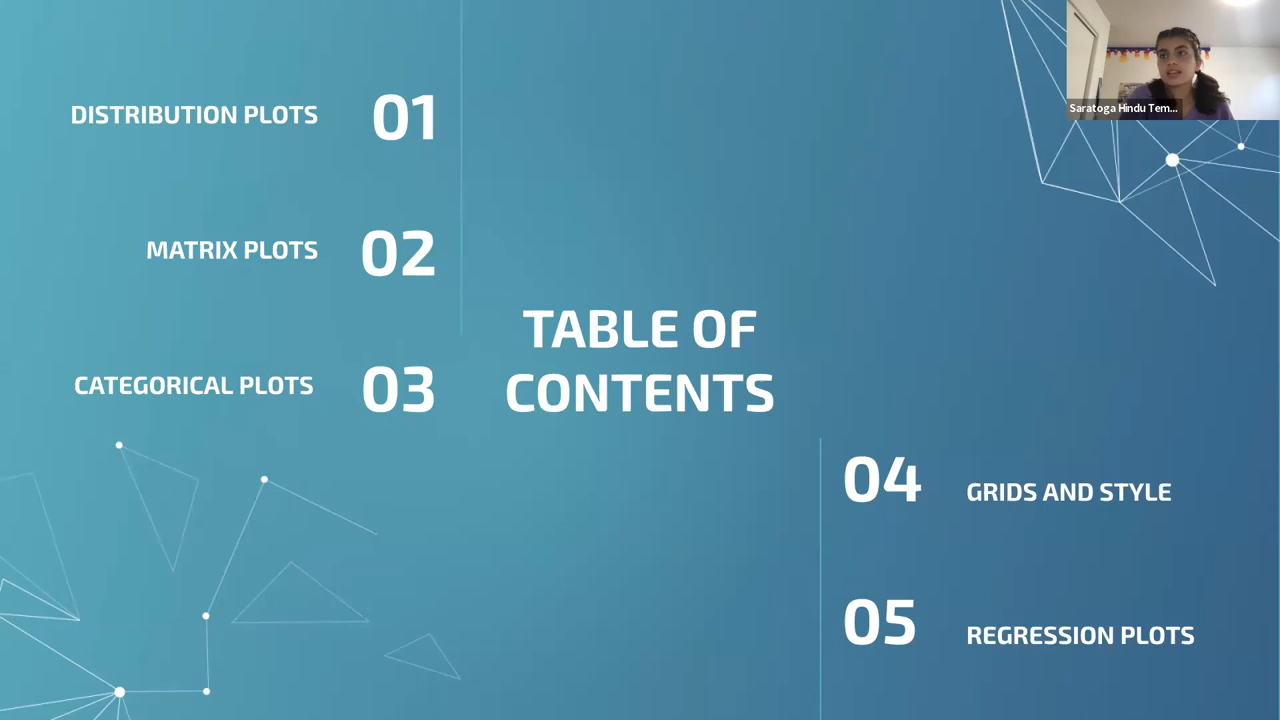 DISTRIBUTION PLOTS 01
MATRIX PLOTS 02
CATEGORICAL PLOTS 03
TABLE OF
CONTENTS
04 GRIDS AND STYLE
05 REGRESSION PLOTS
Saratoga Hindu Tem...